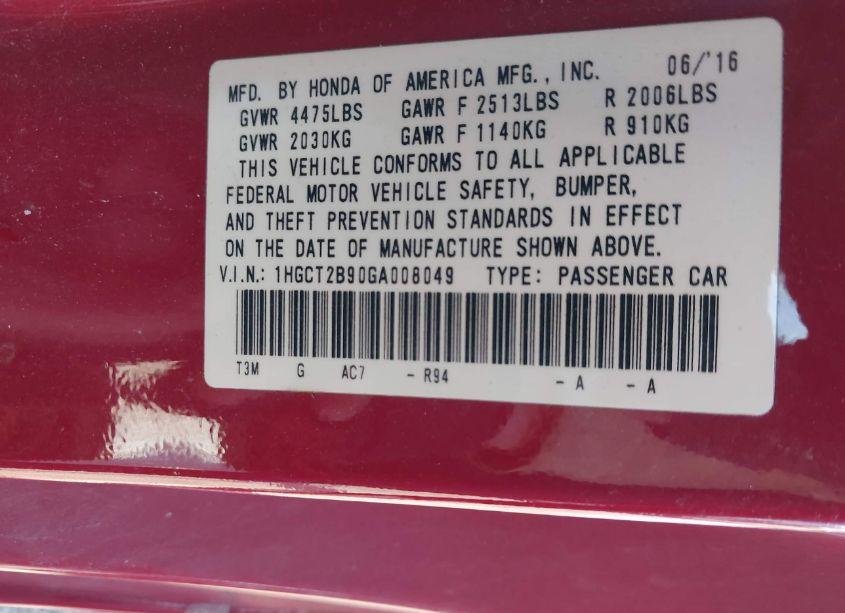 MFD. BY HONDA OF AMERICA MFG., INC. 06/'16
GVWR 4475LBS GAWR F 2513LBS R 2006LBS
GVWR 2030KG GAWR F 1140KG R 910KG
THIS VEHICLE CONFORMS TO ALL APPLICABLE
FEDERAL MOTOR VEHICLE SAFETY, BUMPER,
AND THEFT PREVENTION STANDARDS IN EFFECT
ON THE DATE OF MANUFACTURE SHOWN ABOVE.
V.I.N.: 1HGCT2B90GA008049 TYPE: PASSENGER CAR
T3M G AC7 - R94 - A - A